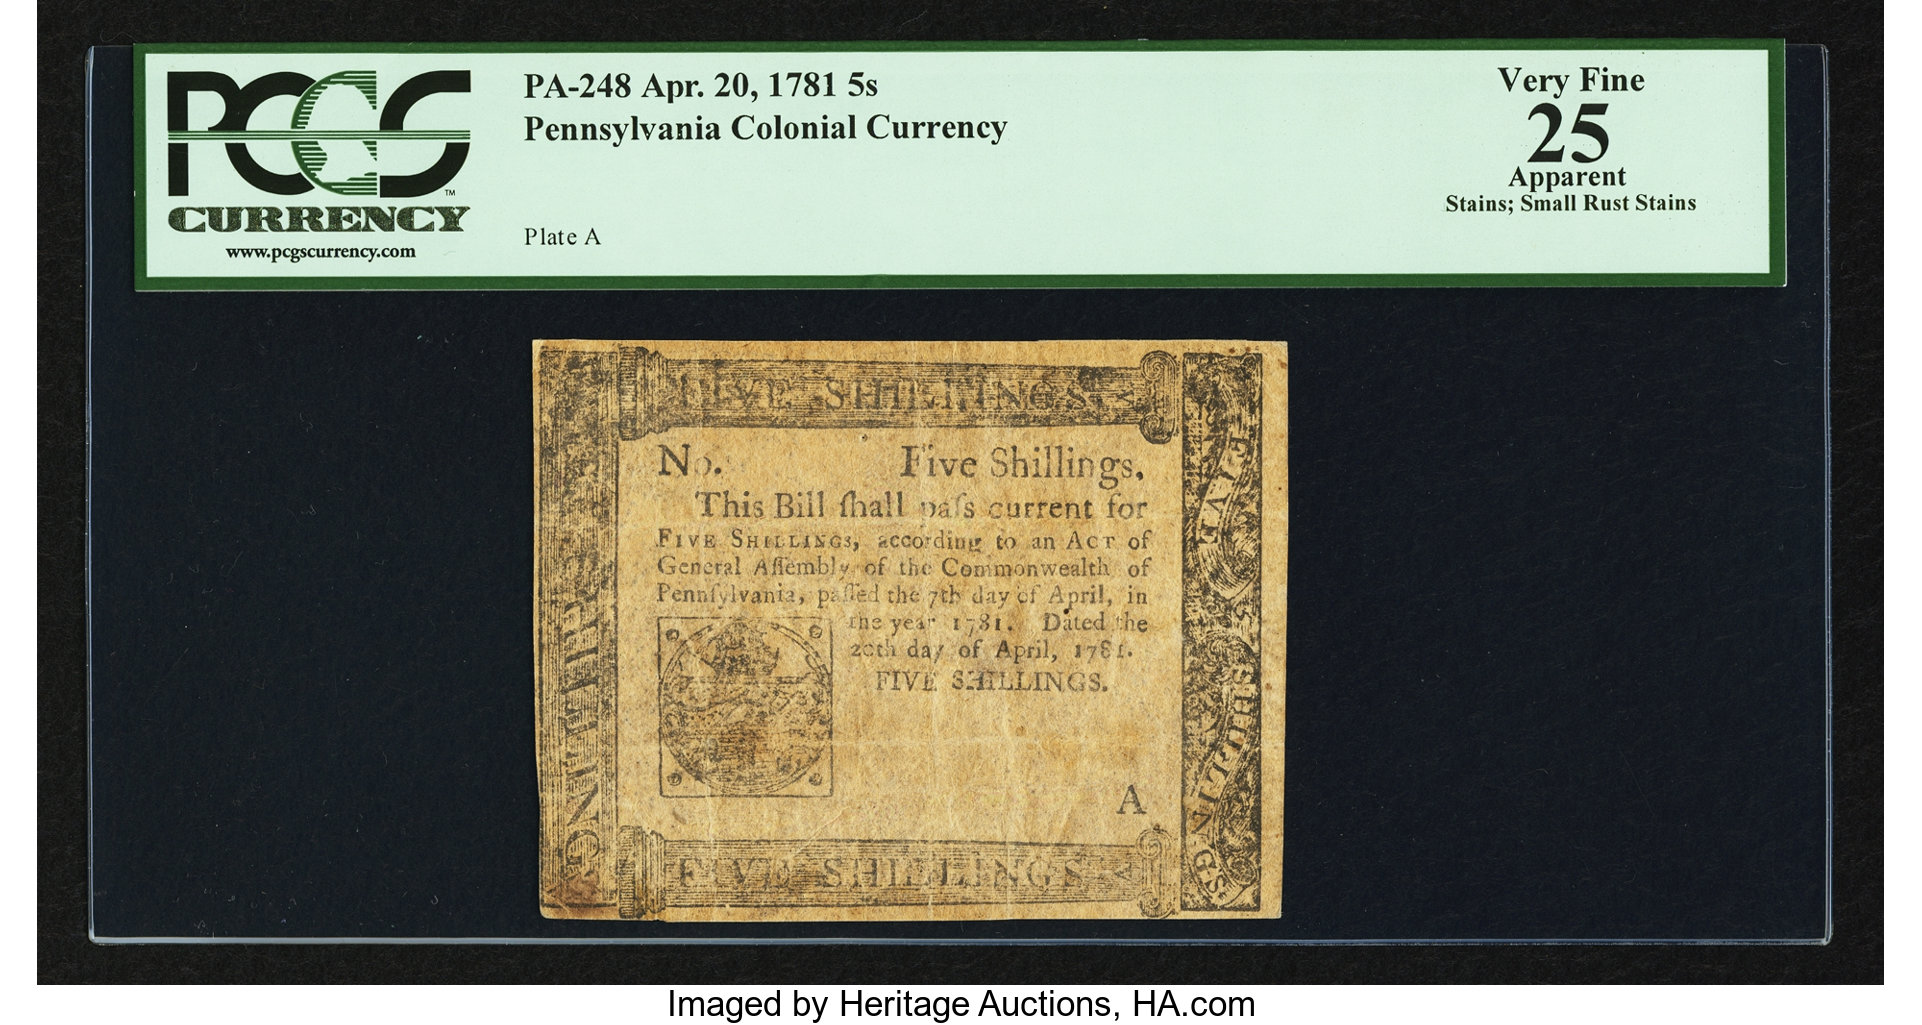 PCGS
CURRENCY
™
www.pcgscurrency.com
PA-248 Apr. 20, 1781 5s
Pennsylvania Colonial Currency
Plate A
Very Fine
25
Apparent
Stains; Small Rust Stains
FIVE SHILLINGS
No. Five Shillings.
This Bill ſhall paſs current for
FIVE SHILLINGS, according to an ACT of
General Aſſembly of the Commonwealth of
Pennſylvania, paſſed the 7th day of April, in
the year 1781. Dated the
20th day of April, 1781.
FIVE SHILLINGS.
A
FIVE SHILLINGS
FIVE SHILLINGS
Imaged by Heritage Auctions, HA.com